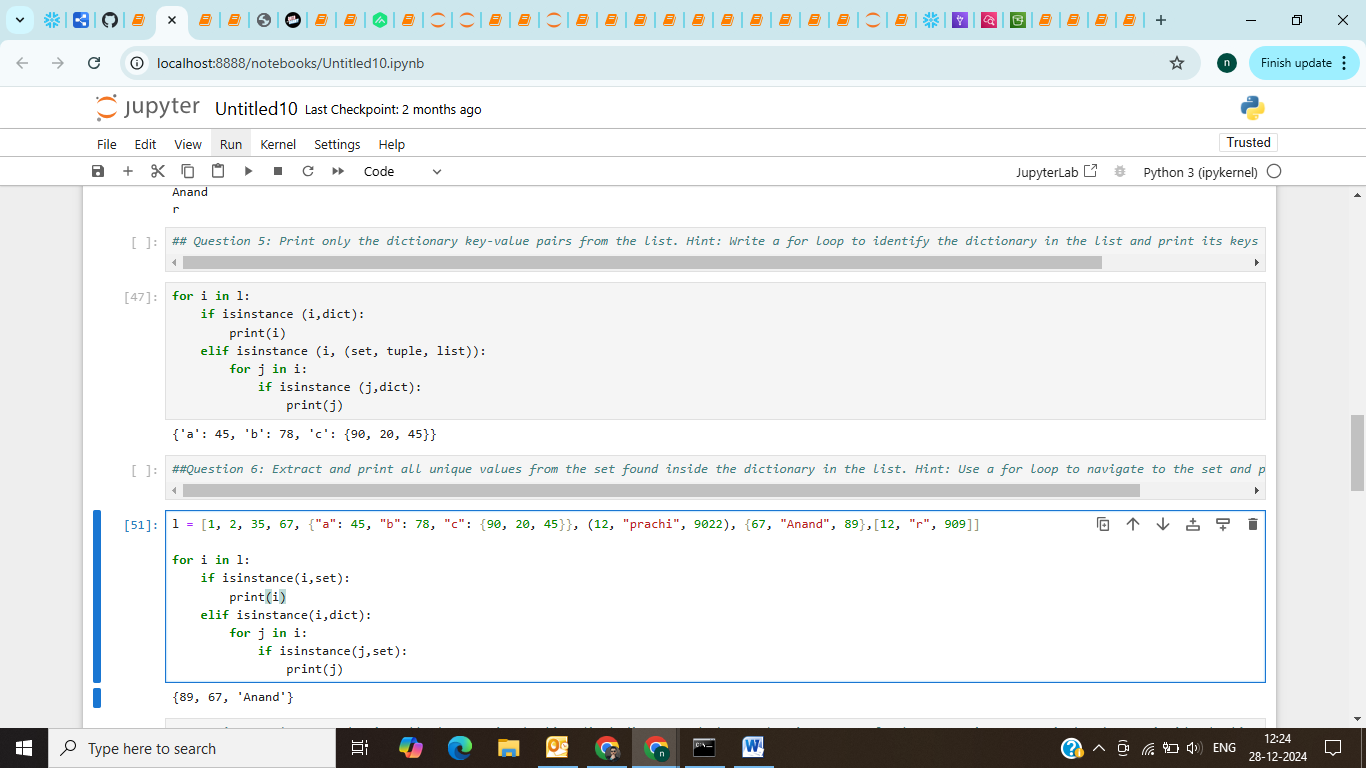 localhost:8888/notebooks/Untitled10.ipynb
n
Finish update
jupyter Untitled10 Last Checkpoint: 2 months ago
File Edit View Run Kernel Settings Help
Trusted
Code
JupyterLab
Python 3 (ipykernel)
Anand
r
[ ]: ## Question 5: Print only the dictionary key-value pairs from the list. Hint: Write a for loop to identify the dictionary in the list and print its keys
[47]: for i in l:
    if isinstance (i,dict):
        print(i)
    elif isinstance (i, (set, tuple, list)):
        for j in i:
            if isinstance (j,dict):
                print(j)
{'a': 45, 'b': 78, 'c': {90, 20, 45}}
[ ]: ##Question 6: Extract and print all unique values from the set found inside the dictionary in the list. Hint: Use a for loop to navigate to the set and p
[51]: l = [1, 2, 35, 67, {"a": 45, "b": 78, "c": {90, 20, 45}}, (12, "prachi", 9022), {67, "Anand", 89},[12, "r", 909]]
for i in l:
    if isinstance(i,set):
        print(i)
    elif isinstance(i,dict):
        for j in i:
            if isinstance(j,set):
                print(j)
{89, 67, 'Anand'}
Type here to search
ENG
12:24
28-12-2024